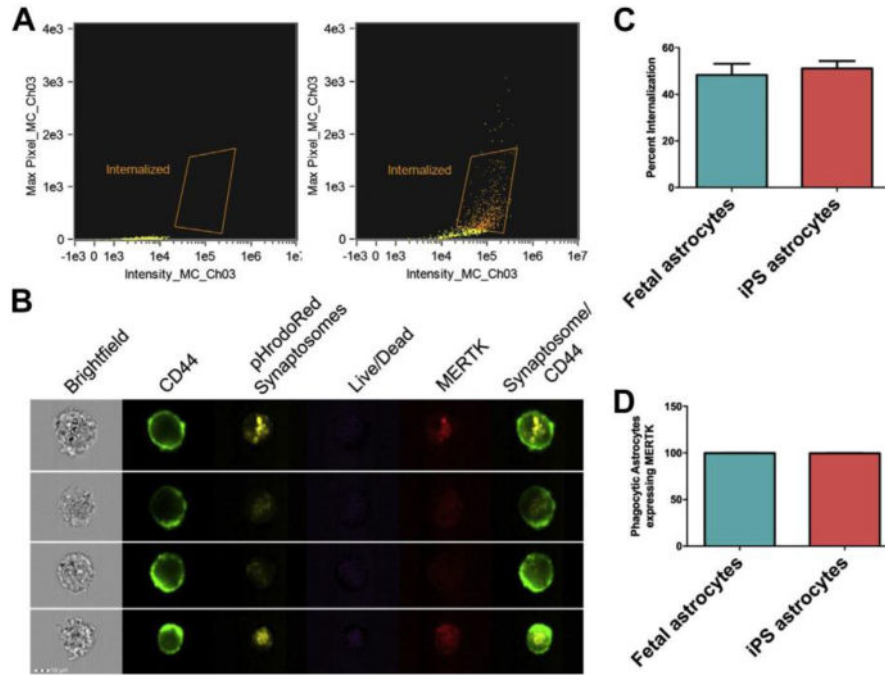 A
4e3
3e3
2e3
1e3
0
Max Pixel_MC_Ch03
Internalized
-1e3 0 1e3 1e4 1e5 1e6 1e7
Intensity_MC_Ch03
4e3
3e3
2e3
1e3
0
Max Pixel_MC_Ch03
Internalized
-1e3 0 1e3 1e4 1e5 1e6 1e7
Intensity_MC_Ch03
B
Brightfield
CD44
pHrodoRed
Synaptosomes
Live/Dead
MERTK
Synaptosome/
CD44
C
60
40
20
0
Percent Internalization
Fetal astrocytes
iPS astrocytes
D
150
100
50
0
Phagocytic Astrocytes
expressing MERTK
Fetal astrocytes
iPS astrocytes